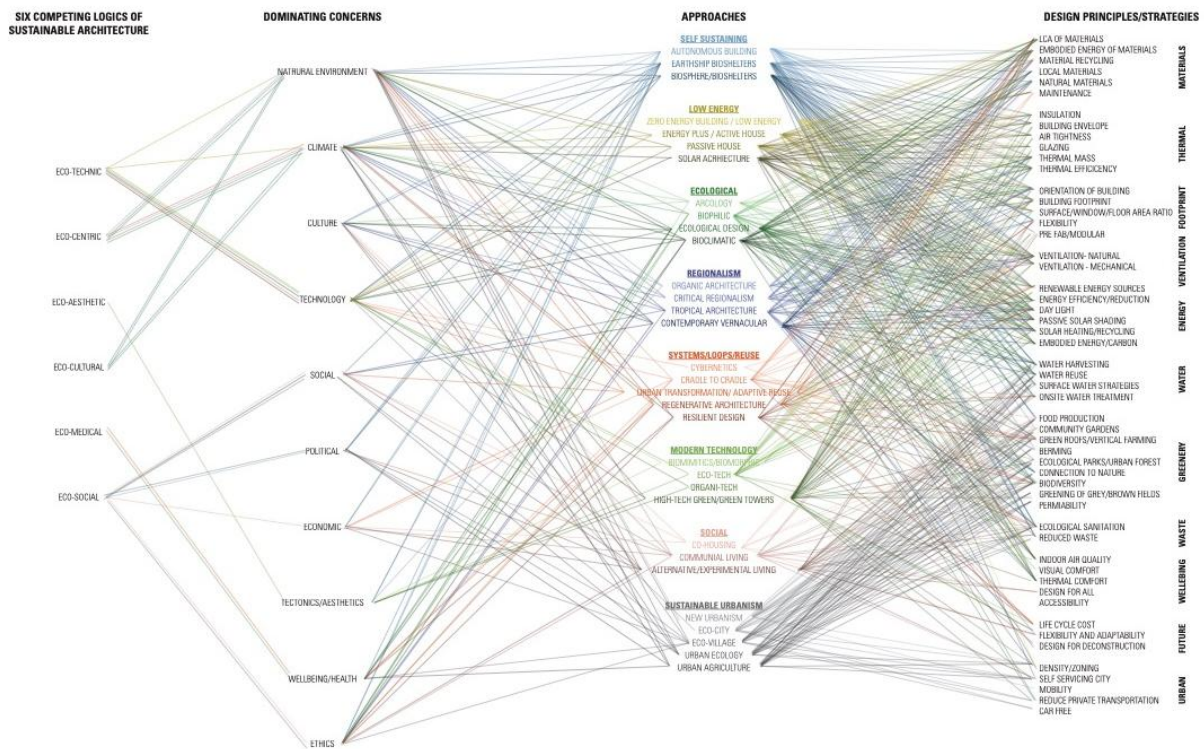 SIX COMPETING LOGICS OF
SUSTAINABLE ARCHITECTURE
ECO-TECHNIC
ECO-CENTRIC
ECO-AESTHETIC
ECO-CULTURAL
ECO-MEDICAL
ECO-SOCIAL
DOMINATING CONCERNS
NATRURAL ENVIRONMENT
CLIMATE
CULTURE
TECHNOLOGY
SOCIAL
POLITICAL
ECONOMIC
TECTONICS/AESTHETICS
WELLBEING/HEALTH
ETHICS
APPROACHES
SELF SUSTAINING
AUTONOMOUS BUILDING
EARTHSHIP BIOSHELTERS
BIOSPHERE/BIOSHELTERS
LOW ENERGY
ZERO ENERGY BUILDING / LOW ENERGY
ENERGY PLUS / ACTIVE HOUSE
PASSIVE HOUSE
SOLAR ACRHIECTURE
ECOLOGICAL
ARCOLOGY
BIOPHILIC
ECOLOGICAL DESIGN
BIOCLIMATIC
REGIONALISM
ORGANIC ARCHITECTURE
CRITICAL REGIONALISM
TROPICAL ARCHITECTURE
CONTEMPORARY VERNACULAR
SYSTEMS/LOOPS/REUSE
CYBERNETICS
CRADLE TO CRADLE
URBAN TRANSFORMATION/ ADAPTIVE REUSE
REGENERATIVE ARCHITECTURE
RESILIENT DESIGN
MODERN TECHNOLOGY
ECO-TECH
ORGANI-TECH
HIGH-TECH GREEN/GREEN TOWERS
SOCIAL
CO-HOUSING
COMMUNIAL LIVING
ALTERNATIVE/EXPERIMENTAL LIVING
SUSTAINABLE URBANISM
NEW URBANISM
ECO-CITY
ECO-VILLAGE
URBAN ECOLOGY
URBAN AGRICULTURE
DESIGN PRINCIPLES/STRATEGIES
LCA OF MATERIALS
EMBODIED ENERGY OF MATERIALS
MATERIAL RECYCLING
LOCAL MATERIALS
NATURAL MATERIALS
MAINTENANCE
MATERIALS
INSULATION
BUILDING ENVELOPE
AIR TIGHTNESS
GLAZING
THERMAL MASS
THERMAL EFFICICENCY
THERMAL
ORIENTATION OF BUILDING
BUILDING FOOTPRINT
SURFACE/WINDOW/FLOOR AREA RATIO
FLEXIBILITY
PRE FAB/MODULAR
FOOTPRINT
VENTILATION- NATURAL
VENTILATION - MECHANICAL
VENTILATION
RENEWABLE ENERGY SOURCES
ENERGY EFFICIENCY/REDUCTION
DAY LIGHT
PASSIVE SOLAR SHADING
SOLAR HEATING/RECYCLING
EMBODIED ENERGY/CARBON
ENERGY
WATER HARVESTING
WATER REUSE
SURFACE WATER STRATEGIES
ONSITE WATER TREATMENT
WATER
FOOD PRODUCTION
COMMUNITY GARDENS
GREEN ROOFS/VERTICAL FARMING
BERMING
ECOLOGICAL PARKS/URBAN FOREST
CONNECTION TO NATURE
BIODIVERSITY
GREENING OF GREY/BROWN FIELDS
PERMIABILITY
GREENERY
ECOLOGICAL SANITATION
REDUCED WASTE
WASTE
INDOOR AIR QUALITY
VISUAL COMFORT
THERMAL COMFORT
DESIGN FOR ALL
ACCESSIBILITY
WELLEBING
LIFE CYCLE COST
FLEXIBILITY AND ADAPTABILITY
DESIGN FOR DECONSTRUCTION
FUTURE
DENSITY/ZONING
SELF SERVICING CITY
MOBILITY
REDUCE PRIVATE TRANSPORTATION
CAR FREE
URBAN